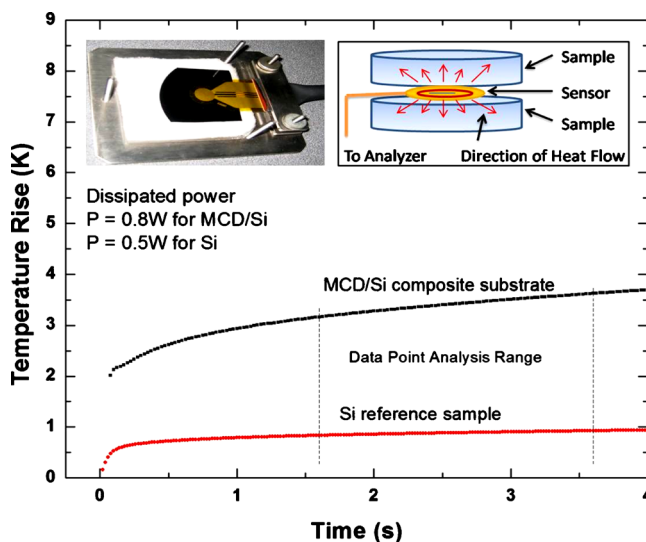 9
8
7
6
5
4
3
2
1
0
Temperature Rise (K)
Sample
Sensor
Sample
To Analyzer
Direction of Heat Flow
Dissipated power
P = 0.8W for MCD/Si
P = 0.5W for Si
MCD/Si composite substrate
Data Point Analysis Range
Si reference sample
0
1
2
3
4
Time (s)